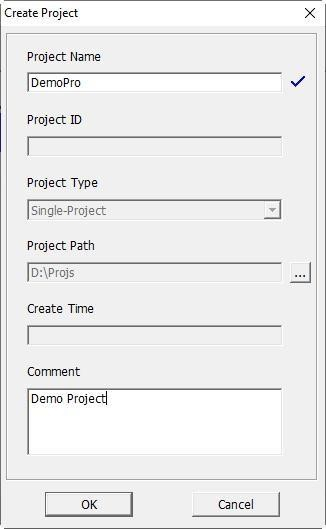 Create Project
Project Name
DemoPro
Project ID
Project Type
Single-Project
Project Path
D:\Projs
...
Create Time
Comment
Demo Project
OK
Cancel